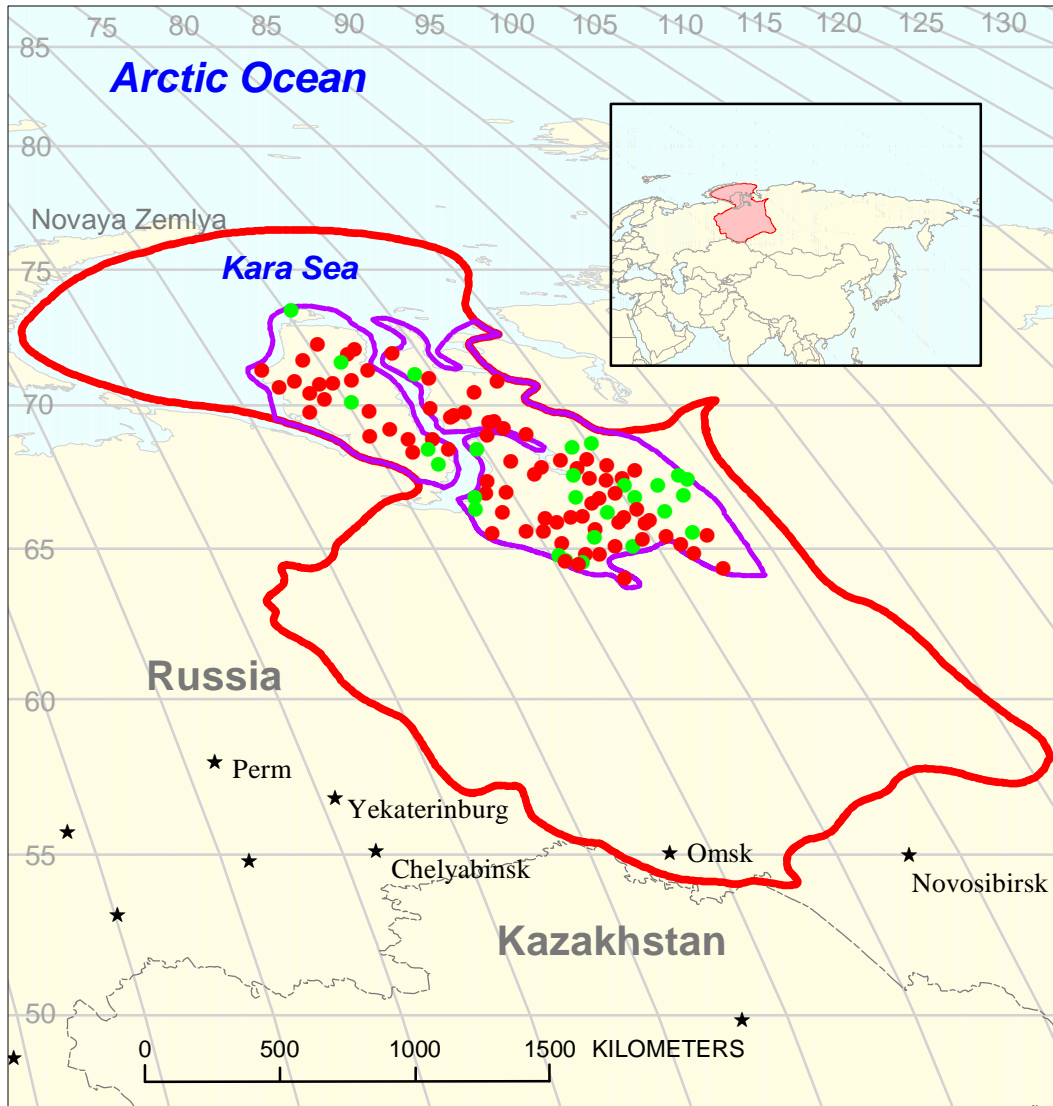 75 80 85 90 95 100 105 110 115 120 125 130
85
Arctic Ocean
80
Novaya Zemlya
75
Kara Sea
70
65
Russia
60
Perm
Yekaterinburg
55
Chelyabinsk
Omsk
Novosibirsk
Kazakhstan
50
0 500 1000 1500 KILOMETERS